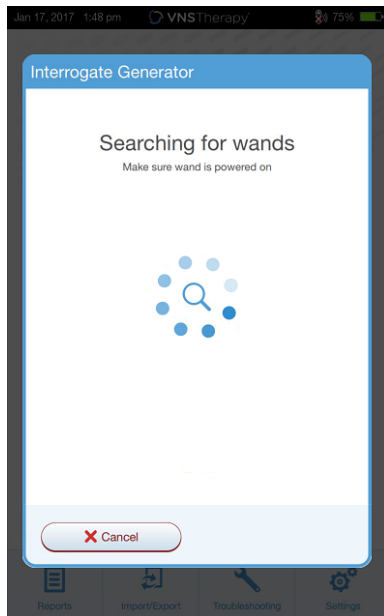 Jan 17, 2017 1:48 pm VNSTherapy 75%
Interrogate Generator
Searching for wands
Make sure wand is powered on
Cancel
Reports Import/Export Troubleshooting Settings